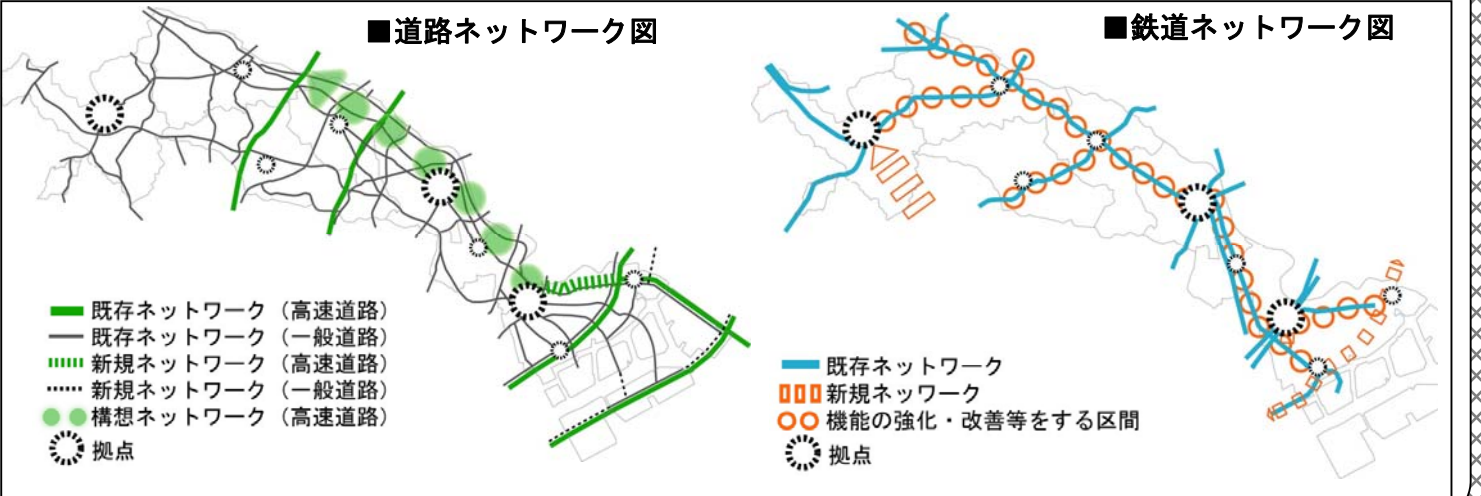 ■道路ネットワーク図
既存ネットワーク（高速道路）
既存ネットワーク（一般道路）
新規ネットワーク（高速道路）
新規ネットワーク（一般道路）
構想ネットワーク（高速道路）
拠点
■鉄道ネットワーク図
既存ネットワーク
新規ネッワーク
機能の強化・改善等をする区間
拠点